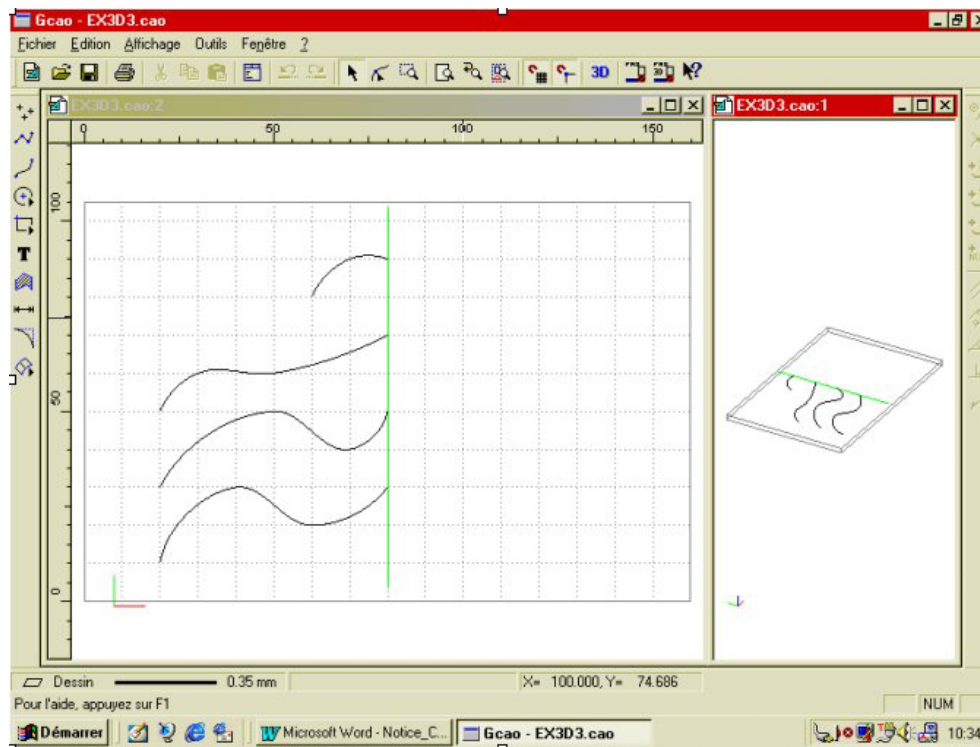 Gcao - EX3D3.cao
Fichier Edition Affichage Outils Fenêtre ?
3D
EX3D3.cao:2
EX3D3.cao:1
0 50 100 150
100
50
0
T
Dessin 0.35 mm X= 100.000, Y= 74.686
Pour l'aide, appuyez sur F1 NUM
Démarrer Microsoft Word - Notice_C... Gcao - EX3D3.cao